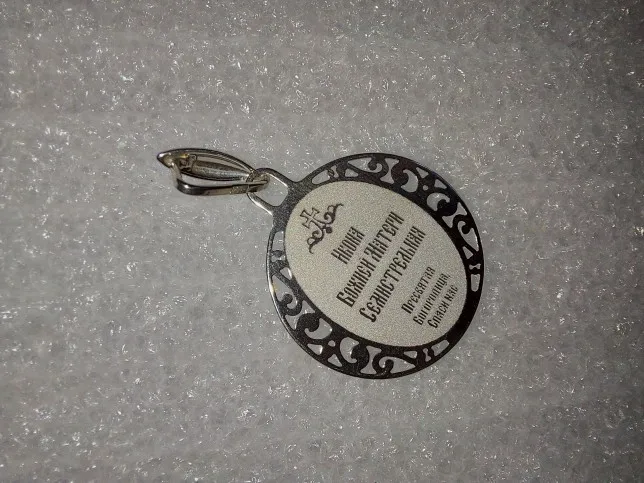 Икона
Божией Матери
Семистрельная
Пресвятая
Богородица,
Спаси нас